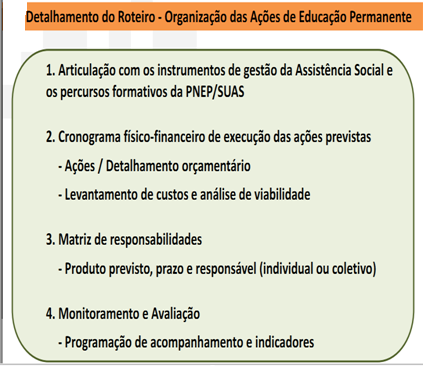 Detalhamento do Roteiro - Organização das Ações de Educação Permanente
1. Articulação com os instrumentos de gestão da Assistência Social e
os percursos formativos da PNEP/SUAS
2. Cronograma físico-financeiro de execução das ações previstas
- Ações / Detalhamento orçamentário
- Levantamento de custos e análise de viabilidade
3. Matriz de responsabilidades
- Produto previsto, prazo e responsável (individual ou coletivo)
4. Monitoramento e Avaliação
- Programação de acompanhamento e indicadores